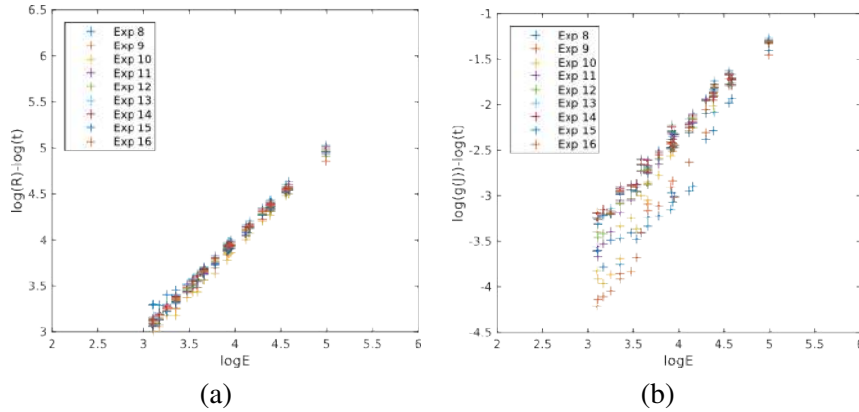 6.5
6
5.5
5
4.5
4
3.5
3
2
2.5
3
3.5
4
4.5
5
5.5
6
log(R)-log(t)
logE
Exp 8
Exp 9
Exp 10
Exp 11
Exp 12
Exp 13
Exp 14
Exp 15
Exp 16
(a)
-1
-1.5
-2
-2.5
-3
-3.5
-4
-4.5
2
2.5
3
3.5
4
4.5
5
5.5
6
log(g(J))-log(t)
logE
Exp 8
Exp 9
Exp 10
Exp 11
Exp 12
Exp 13
Exp 14
Exp 15
Exp 16
(b)